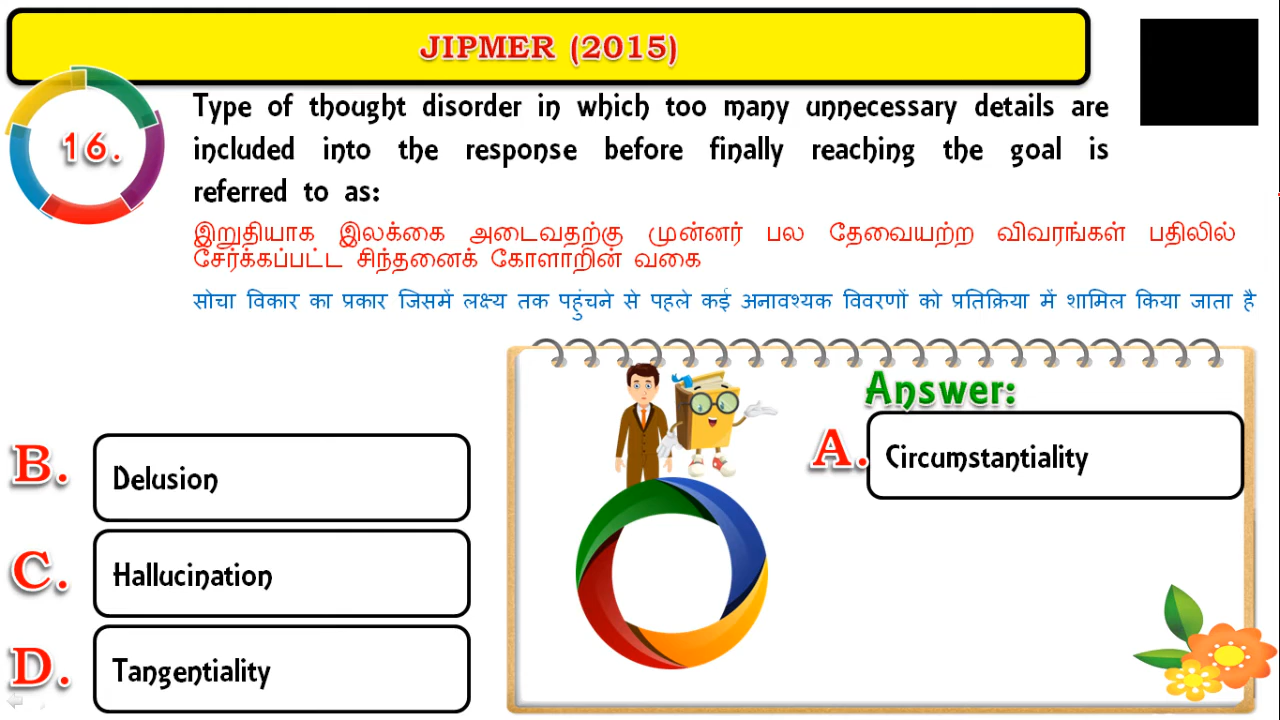 JIPMER (2015)
16.
Type of thought disorder in which too many unnecessary details are
included into the response before finally reaching the goal is
referred to as:
இறுதியாக இலக்கை அடைவதற்கு முன்னர் பல தேவையற்ற விவரங்கள் பதிலில்
சேர்க்கப்பட்ட சிந்தனைக் கோளாறின் வகை
सोचा विकार का प्रकार जिसमें लक्ष्य तक पहुंचने से पहले कई अनावश्यक विवरणों को प्रतिक्रिया में शामिल किया जाता है
Answer:
A. Circumstantiality
B. Delusion
C. Hallucination
D. Tangentiality